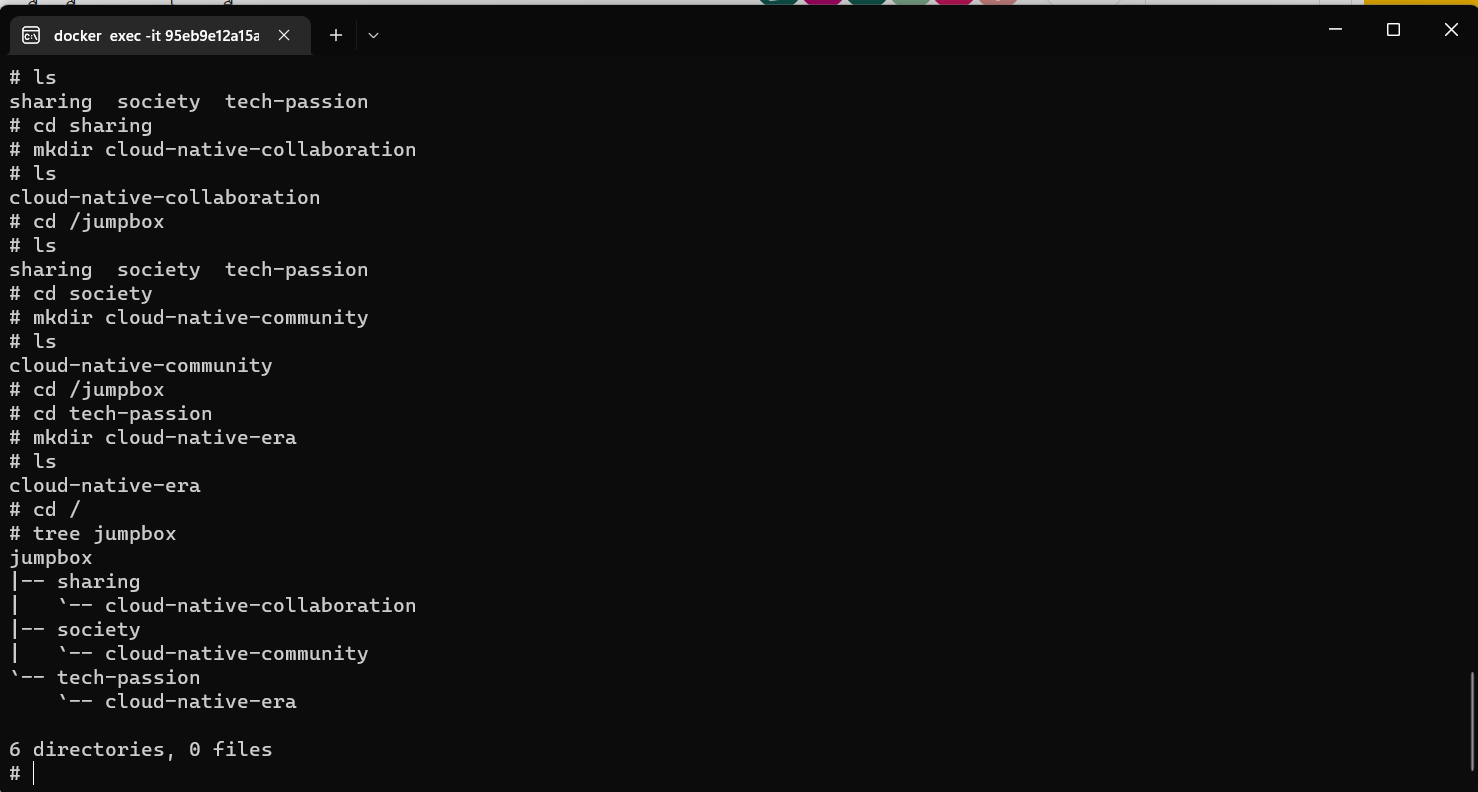 docker exec -it 95eb9e12a15a
# ls
sharing  society  tech-passion
# cd sharing
# mkdir cloud-native-collaboration
# ls
cloud-native-collaboration
# cd /jumpbox
# ls
sharing  society  tech-passion
# cd society
# mkdir cloud-native-community
# ls
cloud-native-community
# cd /jumpbox
# cd tech-passion
# mkdir cloud-native-era
# ls
cloud-native-era
# cd /
# tree jumpbox
jumpbox
|-- sharing
|   `-- cloud-native-collaboration
|-- society
|   `-- cloud-native-community
`-- tech-passion
    `-- cloud-native-era
6 directories, 0 files
#